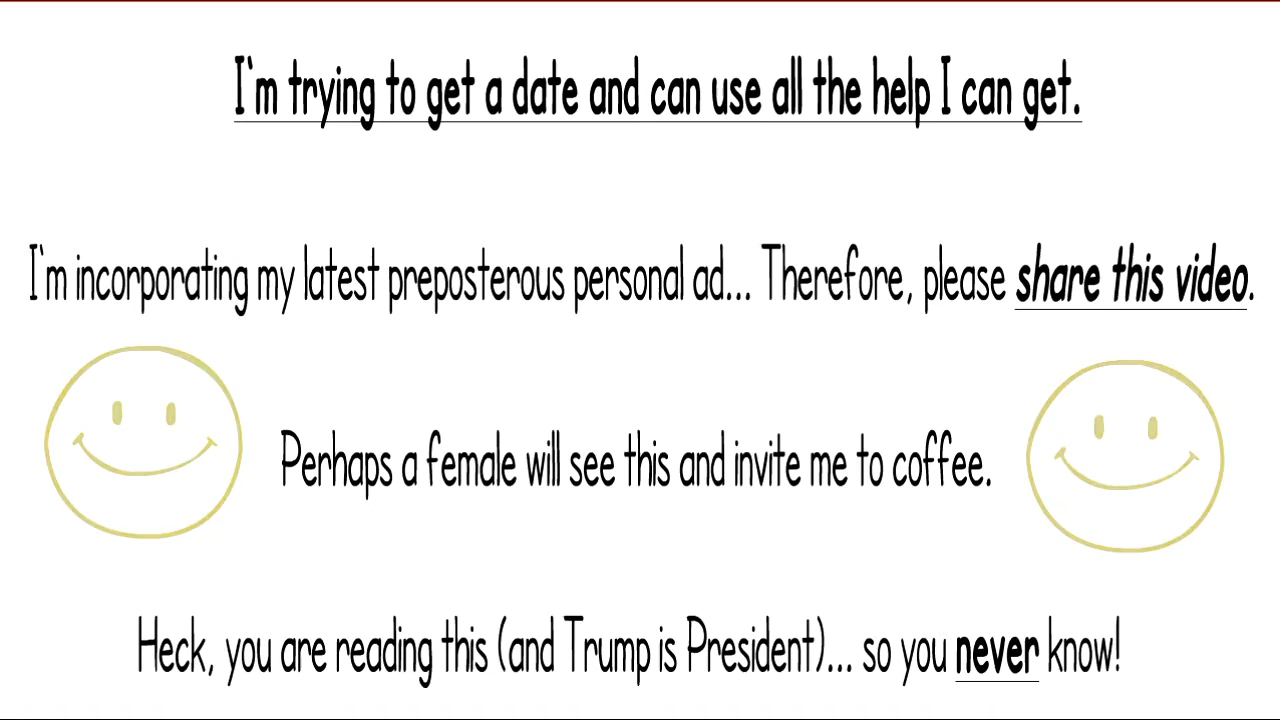 I'm trying to get a date and can use all the help I can get.
I'm incorporating my latest preposterous personal ad... Therefore, please share this video.
Perhaps a female will see this and invite me to coffee.
Heck, you are reading this (and Trump is President)... so you never know!